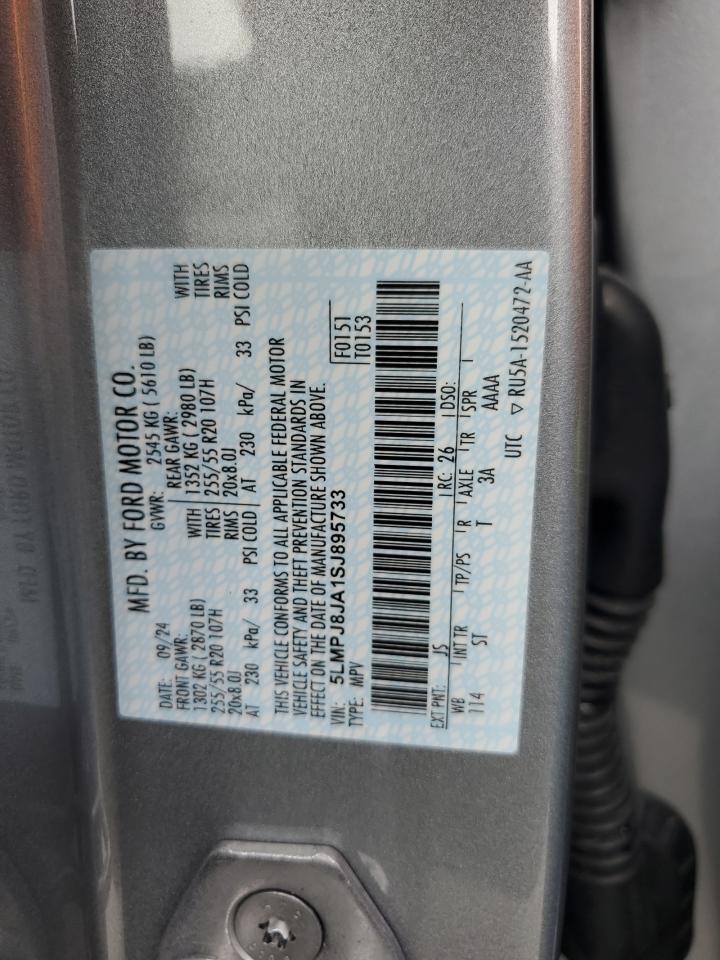 MFD. BY FORD MOTOR CO.
DATE: 09/24 GVWR: 2545 KG ( 5610 LB)
FRONT GAWR: REAR GAWR: WITH
1302 KG ( 2870 LB) 1352 KG ( 2980 LB) TIRES
255/55 R20 107H 255/55 R20 107H RIMS
20x8.0J TIRES RIMS 20x8.0J
AT 230 kPa/ 33 PSI COLD AT 230 kPa/ 33 PSI COLD
THIS VEHICLE CONFORMS TO ALL APPLICABLE FEDERAL MOTOR
VEHICLE SAFETY AND THEFT PREVENTION STANDARDS IN
EFFECT ON THE DATE OF MANUFACTURE SHOWN ABOVE.
VIN: 5LMPJ8JA1SJ895733 F0151
TYPE: MPV T0153
EXT PNT: JS RC: 26 DSO:
WB INT TR TP/PS R AXLE TR SPR
114 ST T 3A AAAA
UTC ▽ RU5A-1520472-AA